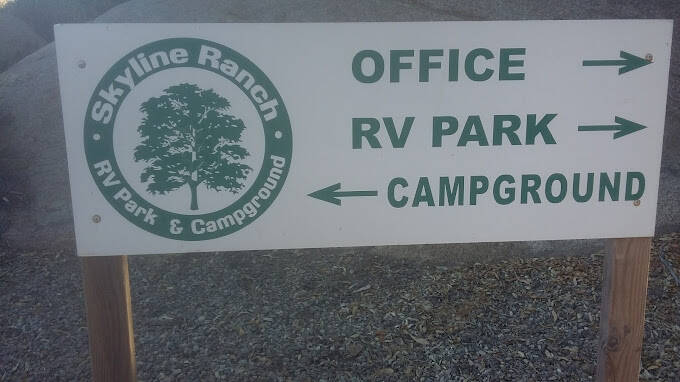 Skyline Ranch
RV Park & Campground
OFFICE →
RV PARK →
← CAMPGROUND